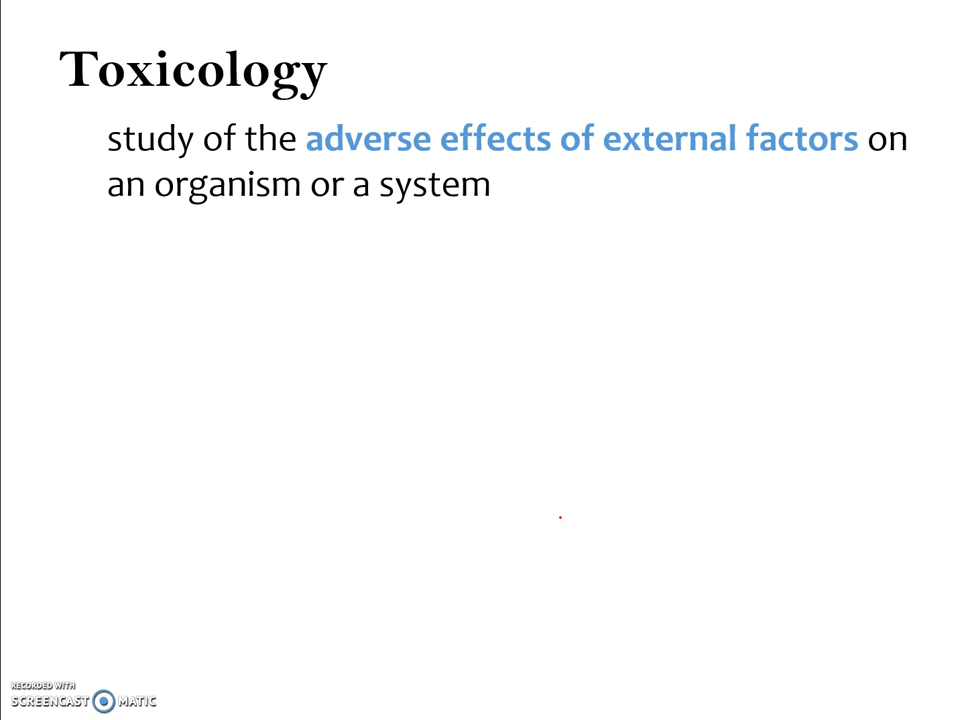 Toxicology
study of the adverse effects of external factors on
an organism or a system
RECORDED WITH
SCREENCAST MATIC